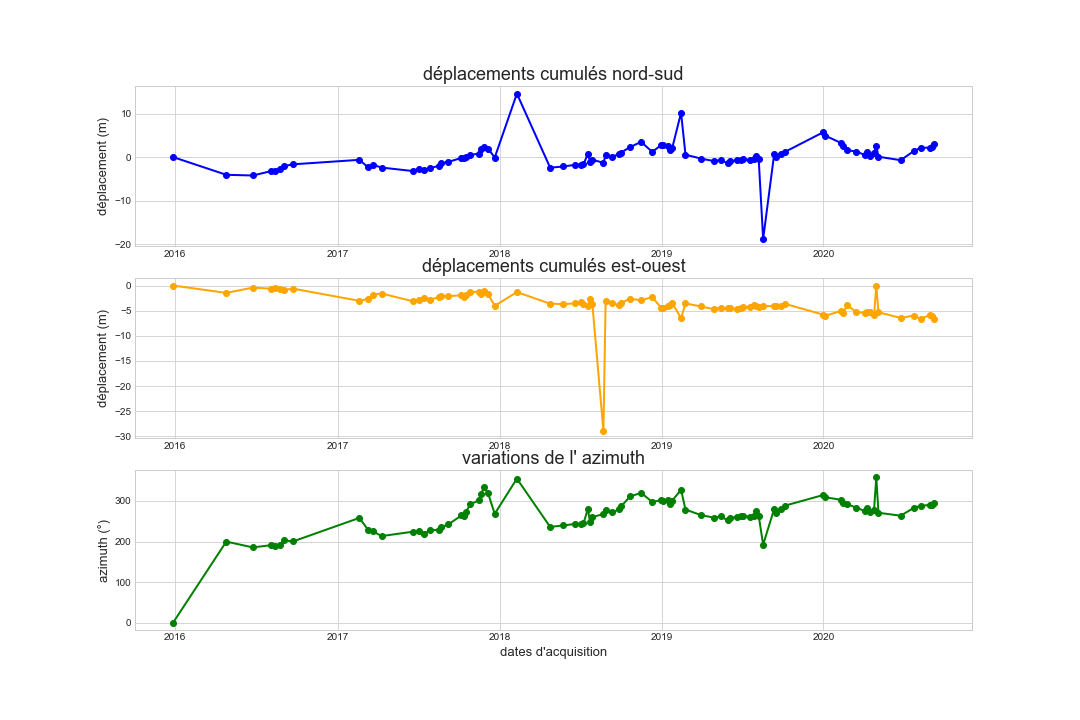 déplacements cumulés nord-sud
déplacement (m)
10
0
−10
−20
2016 2017 2018 2019 2020
déplacements cumulés est-ouest
déplacement (m)
0
−5
−10
−15
−20
−25
−30
2016 2017 2018 2019 2020
variations de l' azimuth
azimuth (°)
300
200
100
0
2016 2017 2018 2019 2020
dates d'acquisition